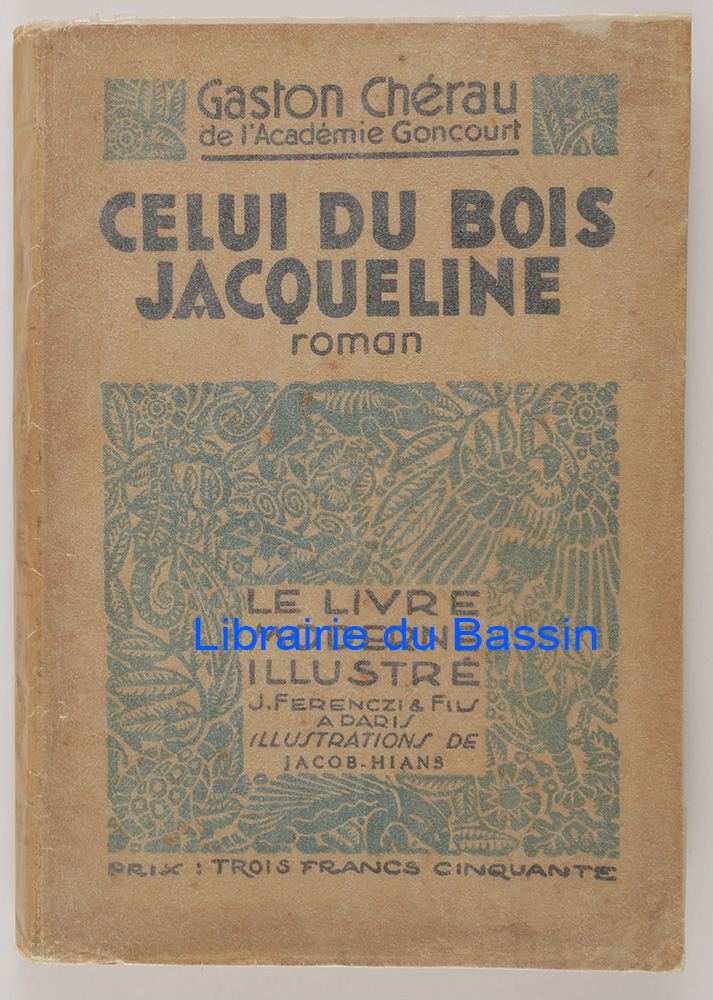 Gaston Chérau
de l'Académie Goncourt
CELUI DU BOIS
JACQUELINE
roman
LE LIVRE
MODERNE
Librairie du Bassin
ILLUSTRÉ
J. FERENCZI & FILS
A PARIS
ILLUSTRATIONS DE
JACOB-HIANS
PRIX : TROIS FRANCS CINQUANTE